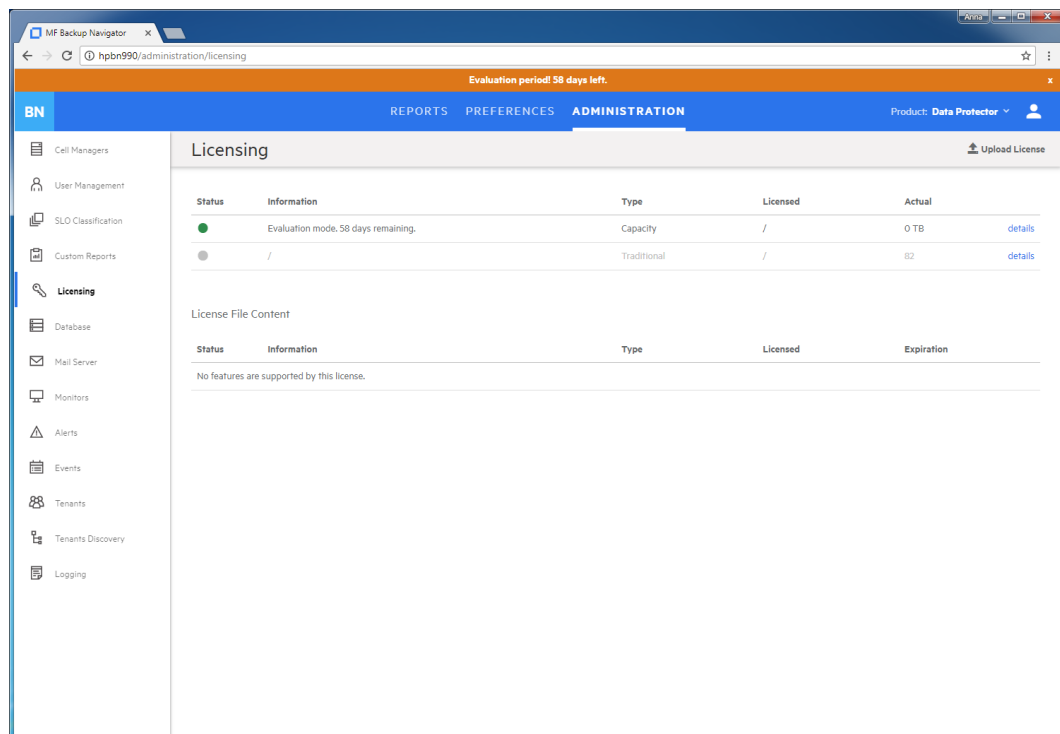 Anna
MF Backup Navigator
hpbn990/administration/licensing
Evaluation period! 58 days left. x
BN REPORTS PREFERENCES ADMINISTRATION Product: Data Protector
Cell Managers
User Management
SLO Classification
Custom Reports
Licensing
Database
Mail Server
Monitors
Alerts
Events
Tenants
Tenants Discovery
Logging
Licensing Upload License
Status Information Type Licensed Actual
Evaluation mode. 58 days remaining. Capacity / 0 TB details
/ Traditional / 82 details
License File Content
Status Information Type Licensed Expiration
No features are supported by this license.